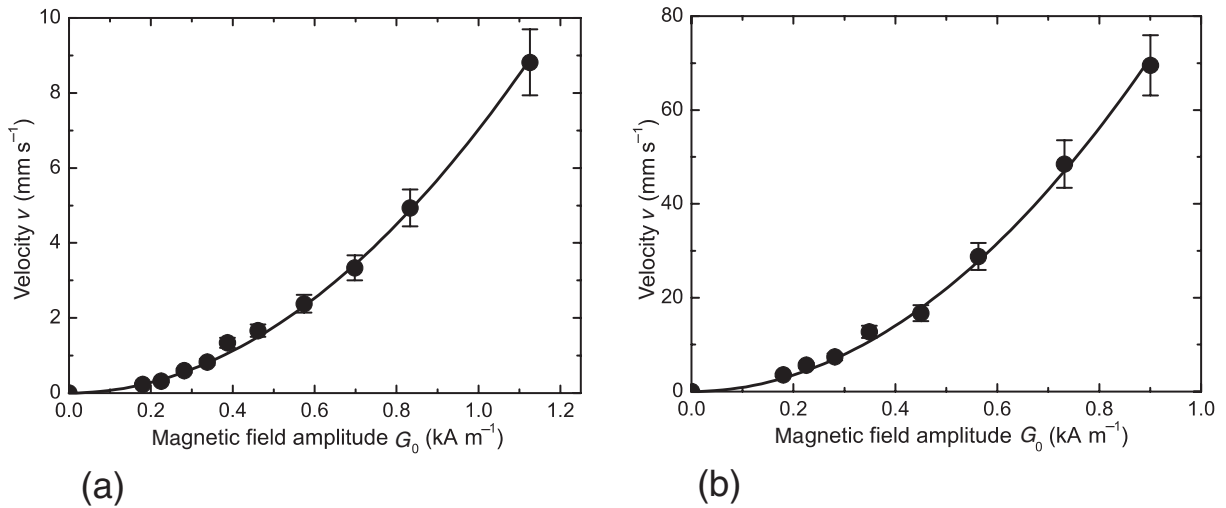 10
8
6
4
2
0
0.0 0.2 0.4 0.6 0.8 1.0 1.2
Velocity v (mm s⁻¹)
Magnetic field amplitude G₀ (kA m⁻¹)
(a)
80
60
40
20
0
0.0 0.2 0.4 0.6 0.8 1.0
Velocity v (mm s⁻¹)
Magnetic field amplitude G₀ (kA m⁻¹)
(b)